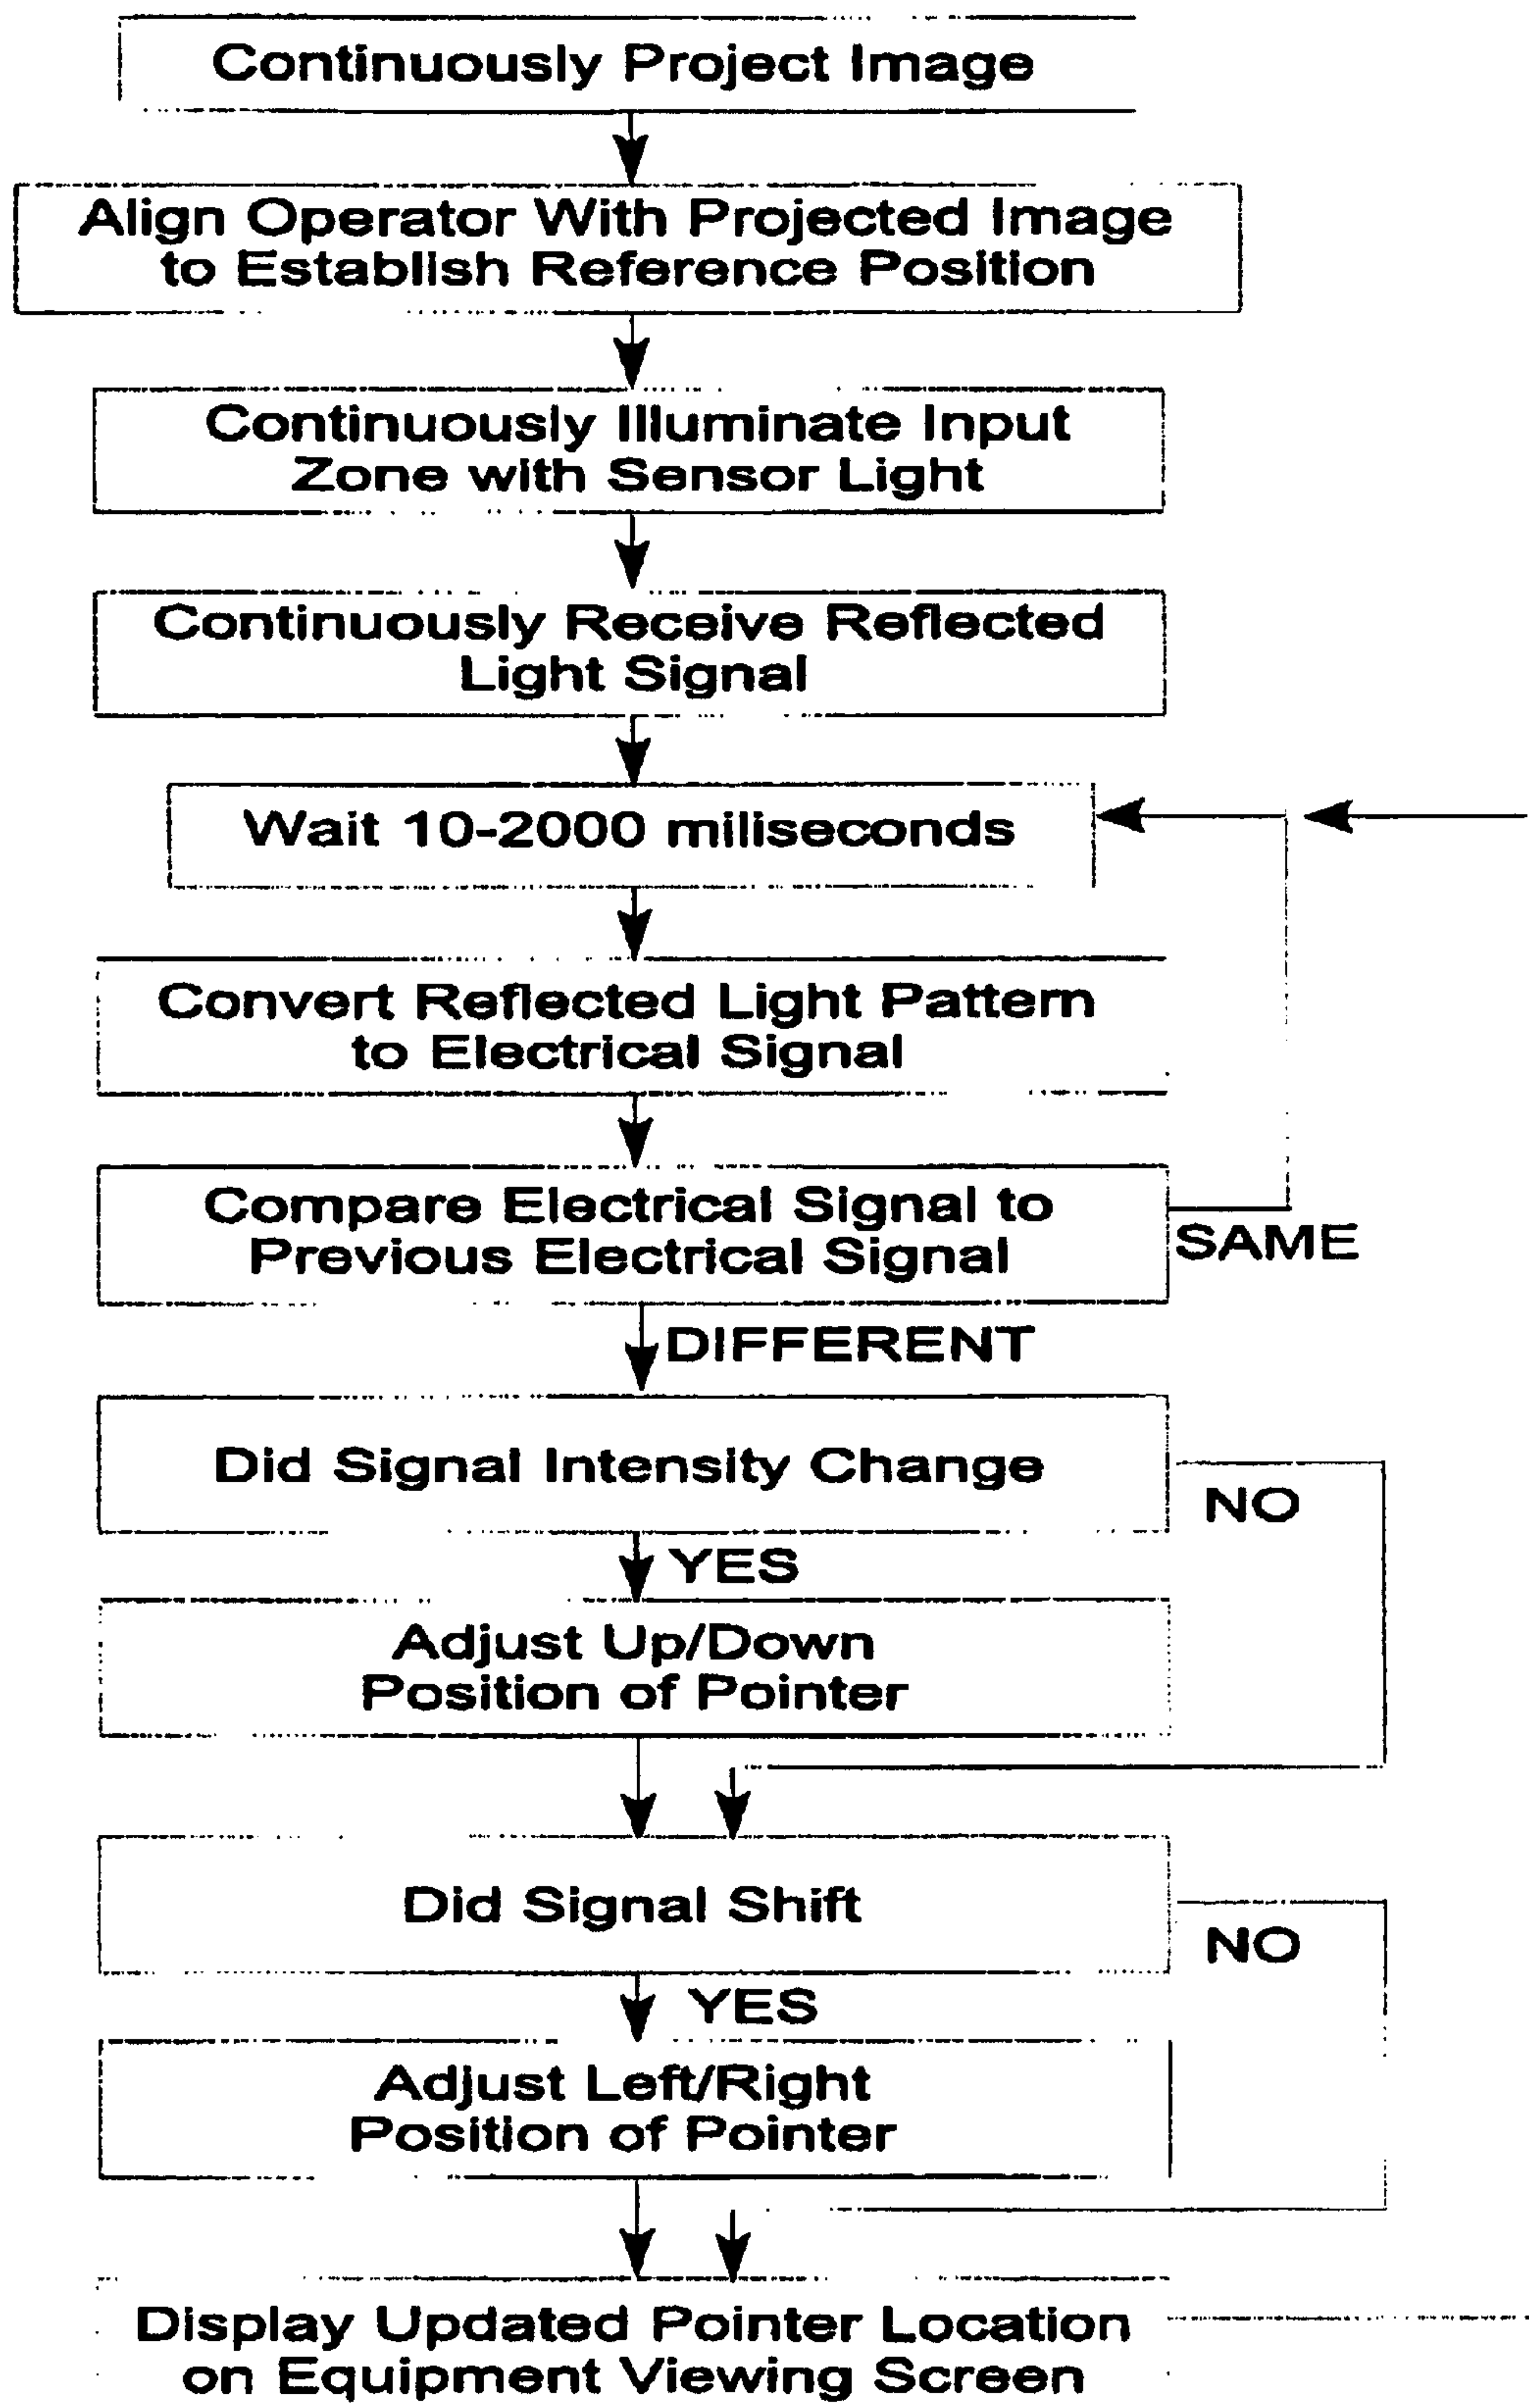 Continuously Project Image
Align Operator With Projected Image
to Establish Reference Position
Continuously Illuminate Input
Zone with Sensor Light
Continuously Receive Reflected
Light Signal
Wait 10-2000 miliseconds
Convert Reflected Light Pattern
to Electrical Signal
Compare Electrical Signal to
Previous Electrical Signal
SAME
DIFFERENT
Did Signal Intensity Change
NO
YES
Adjust Up/Down
Position of Pointer
Did Signal Shift
NO
YES
Adjust Left/Right
Position of Pointer
Display Updated Pointer Location
on Equipment Viewing Screen